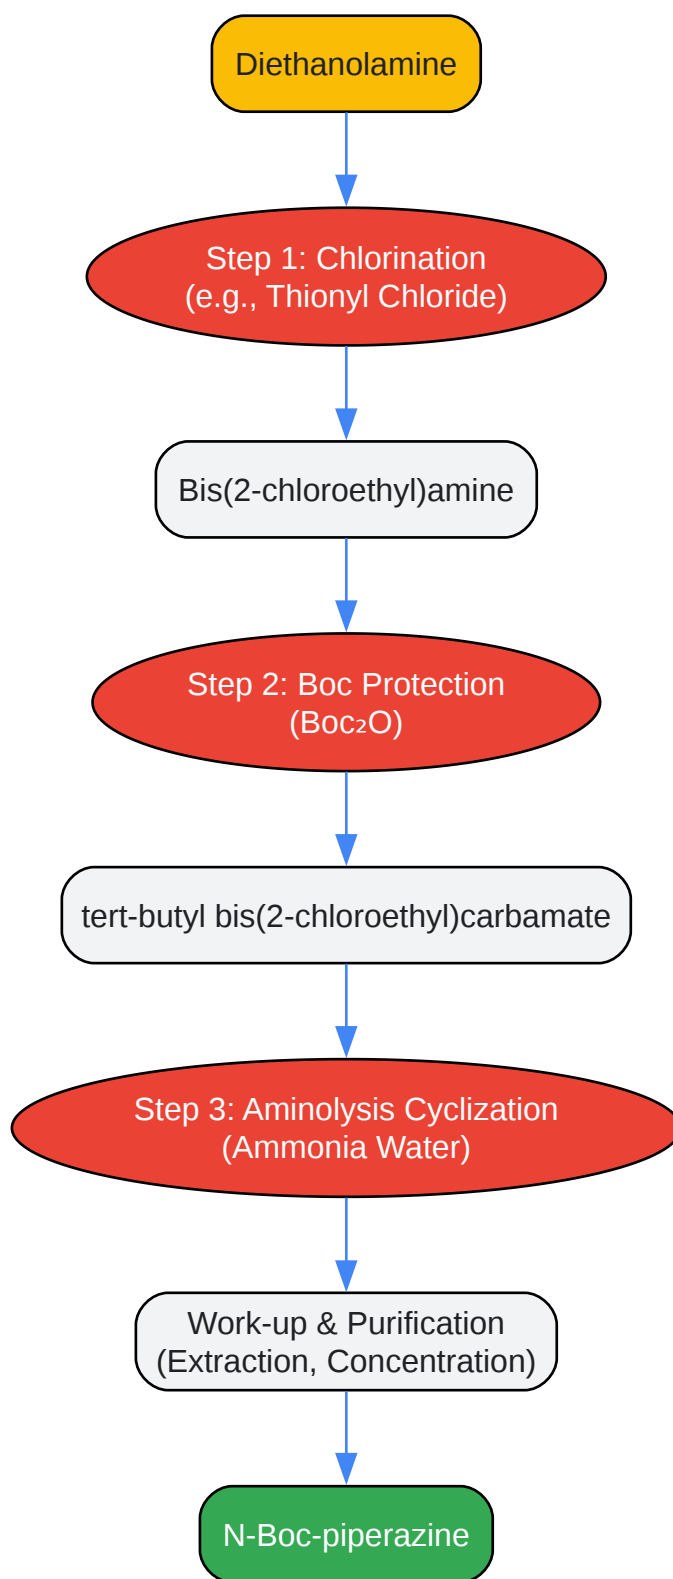 Diethanolamine
Step 1: Chlorination
(e.g., Thionyl Chloride)
Bis(2-chloroethyl)amine
Step 2: Boc Protection
(Boc₂O)
tert-butyl bis(2-chloroethyl)carbamate
Step 3: Aminolysis Cyclization
(Ammonia Water)
Work-up & Purification
(Extraction, Concentration)
N-Boc-piperazine